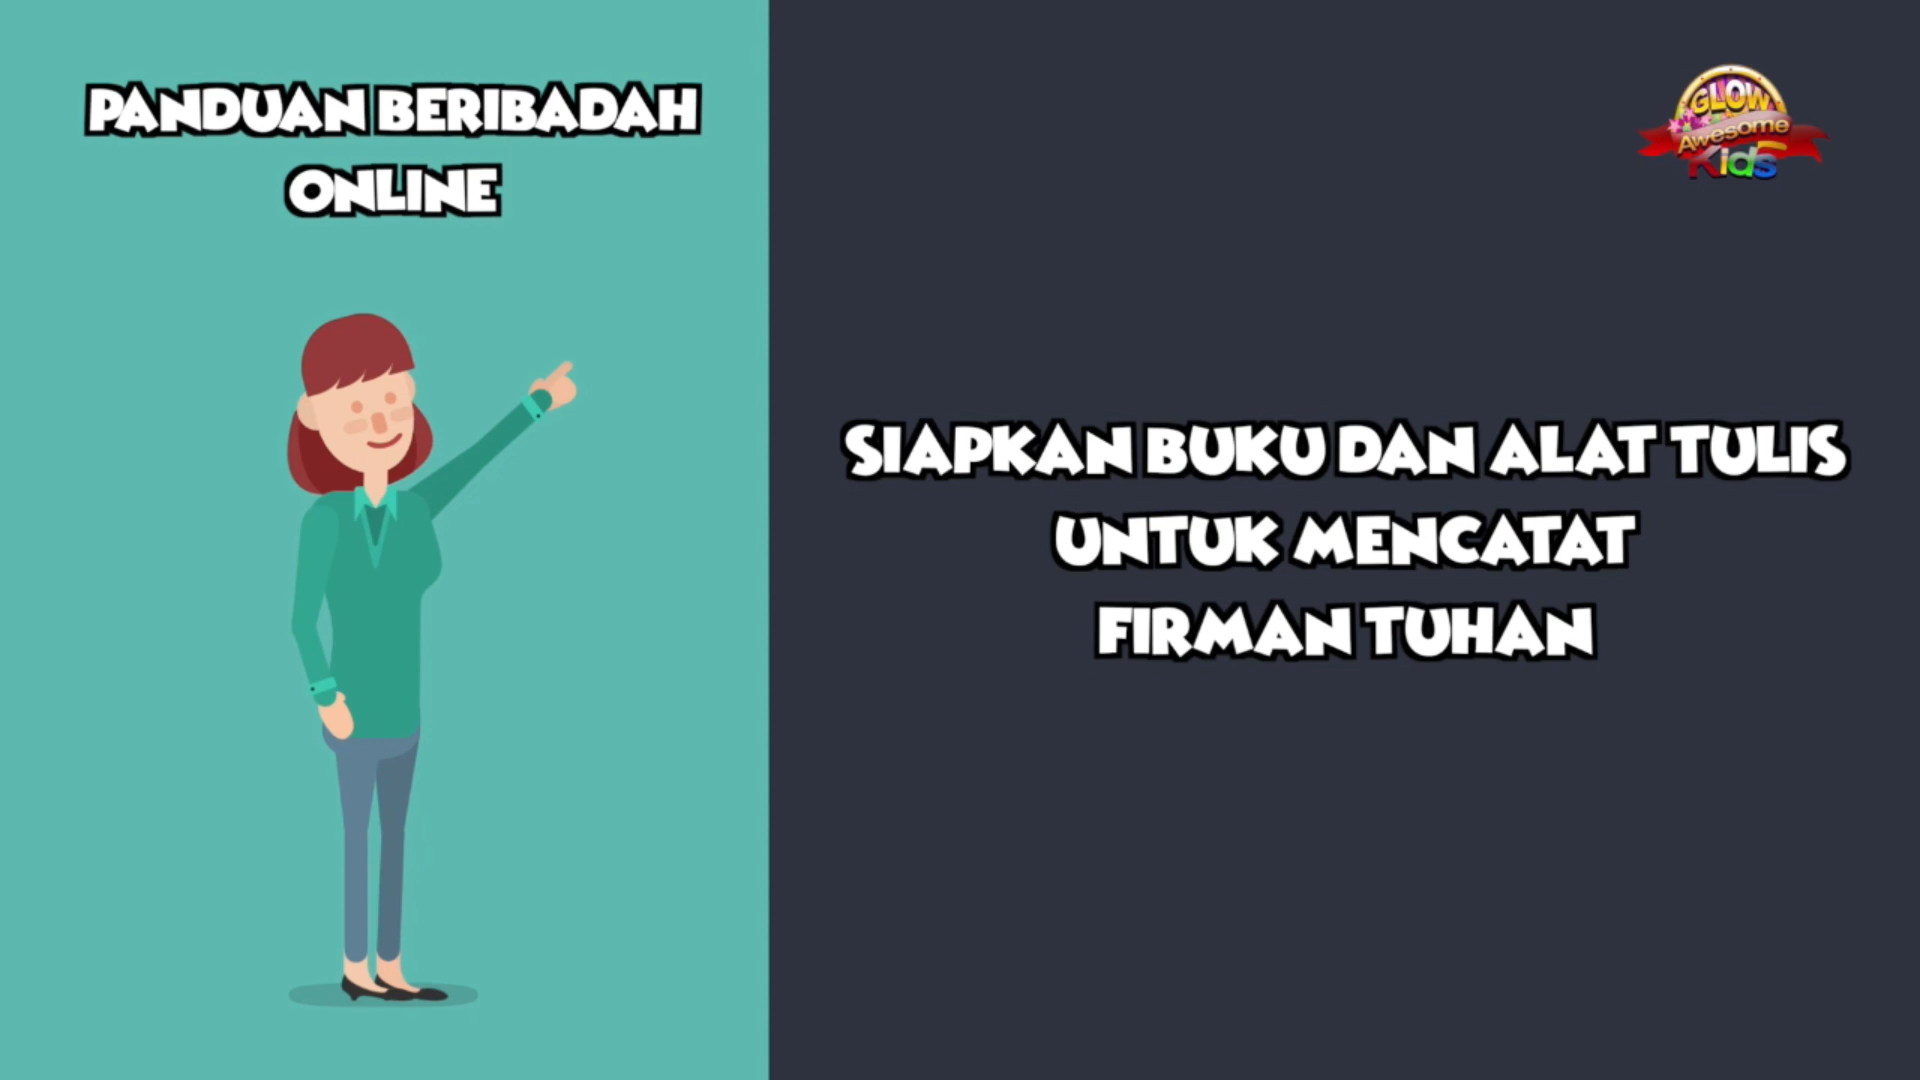 PANDUAN BERIBADAH
ONLINE
GLOW
Awesome
Kids
SIAPKAN BUKU DAN ALAT TULIS
UNTUK MENCATAT
FIRMAN TUHAN